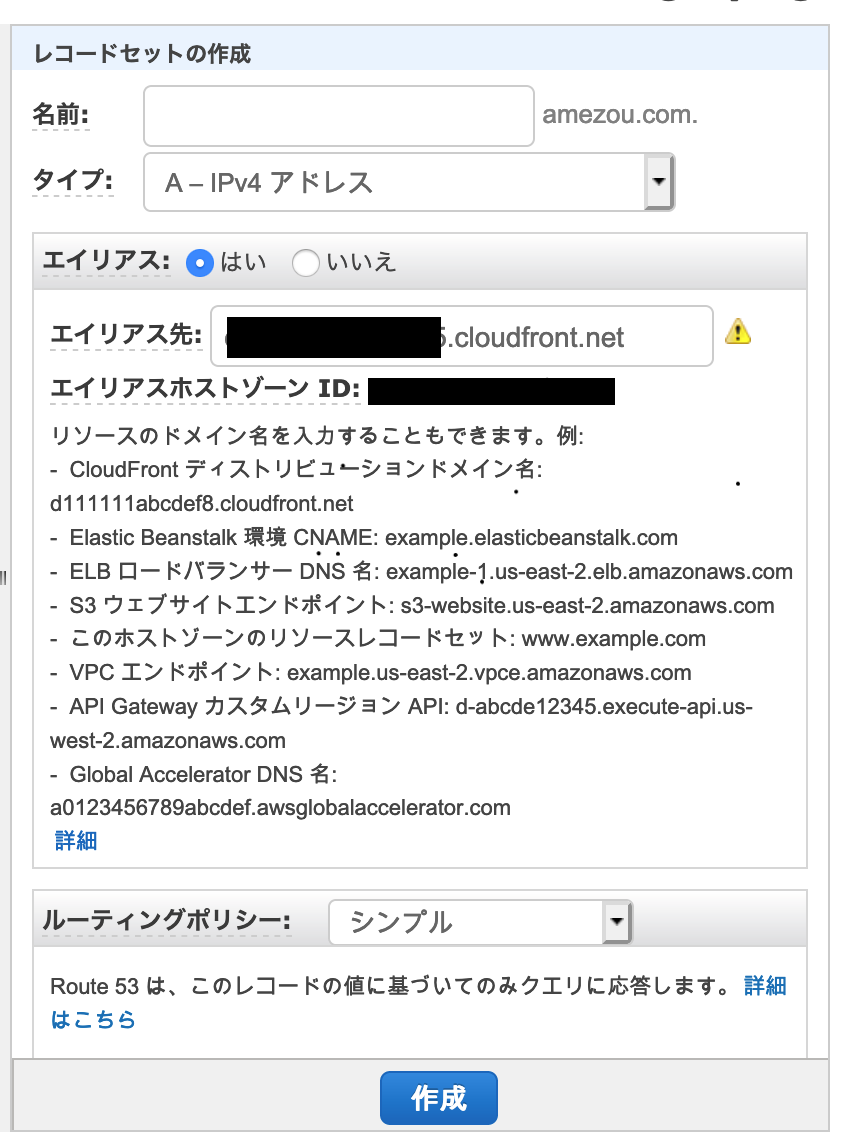 レコードセットの作成
名前: amezou.com.
タイプ: A – IPv4 アドレス
エイリアス: はい いいえ
エイリアス先: 5.cloudfront.net
エイリアスホストゾーン ID:
リソースのドメイン名を入力することもできます。例:
- CloudFront ディストリビューションドメイン名:
d111111abcdef8.cloudfront.net
- Elastic Beanstalk 環境 CNAME: example.elasticbeanstalk.com
- ELB ロードバランサー DNS 名: example-1.us-east-2.elb.amazonaws.com
- S3 ウェブサイトエンドポイント: s3-website.us-east-2.amazonaws.com
- このホストゾーンのリソースレコードセット: www.example.com
- VPC エンドポイント: example.us-east-2.vpce.amazonaws.com
- API Gateway カスタムリージョン API: d-abcde12345.execute-api.us-
west-2.amazonaws.com
- Global Accelerator DNS 名:
a0123456789abcdef.awsglobalaccelerator.com
詳細
ルーティングポリシー: シンプル
Route 53 は、このレコードの値に基づいてのみクエリに応答します。 詳細
はこちら
作成